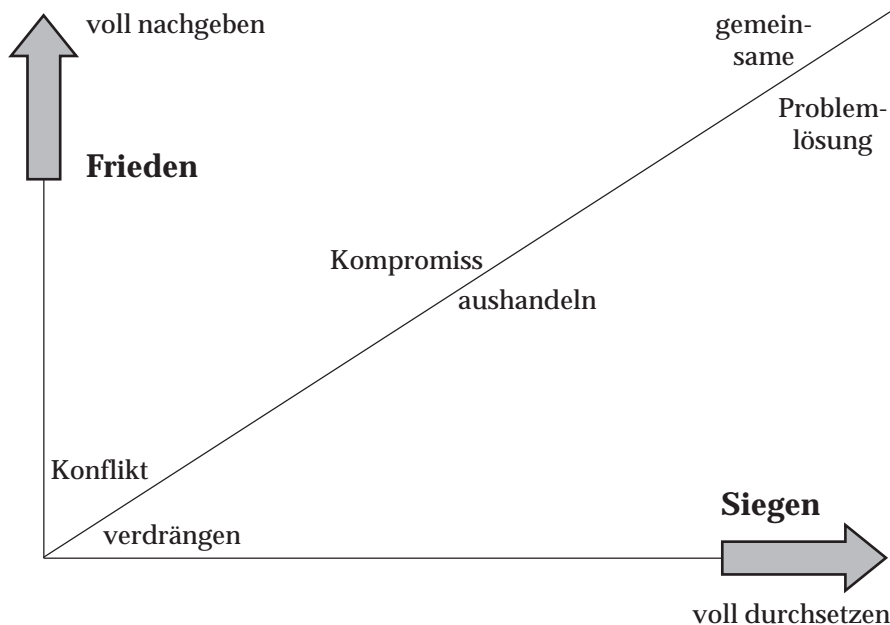 voll nachgeben
Frieden
gemein-
same
Problem-
lösung
Kompromiss
aushandeln
Konflikt
verdrängen
Siegen
voll durchsetzen